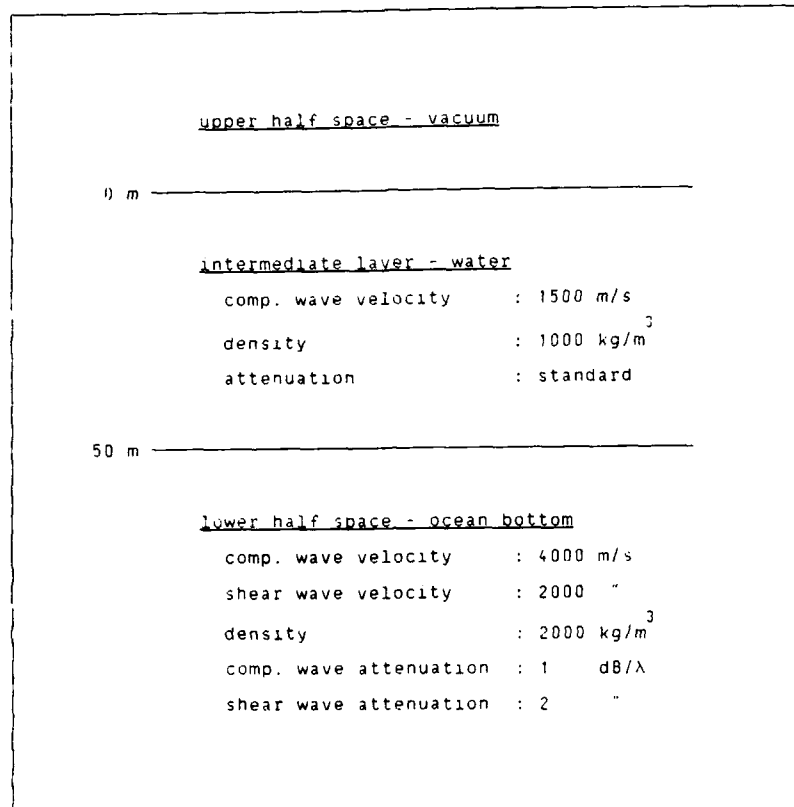 upper half space - vacuum
0 m
intermediate layer - water
comp. wave velocity : 1500 m/s
density : 1000 kg/m³
attenuation : standard
50 m
lower half space - ocean bottom
comp. wave velocity : 4000 m/s
shear wave velocity : 2000 "
density : 2000 kg/m³
comp. wave attenuation : 1 dB/λ
shear wave attenuation : 2 "